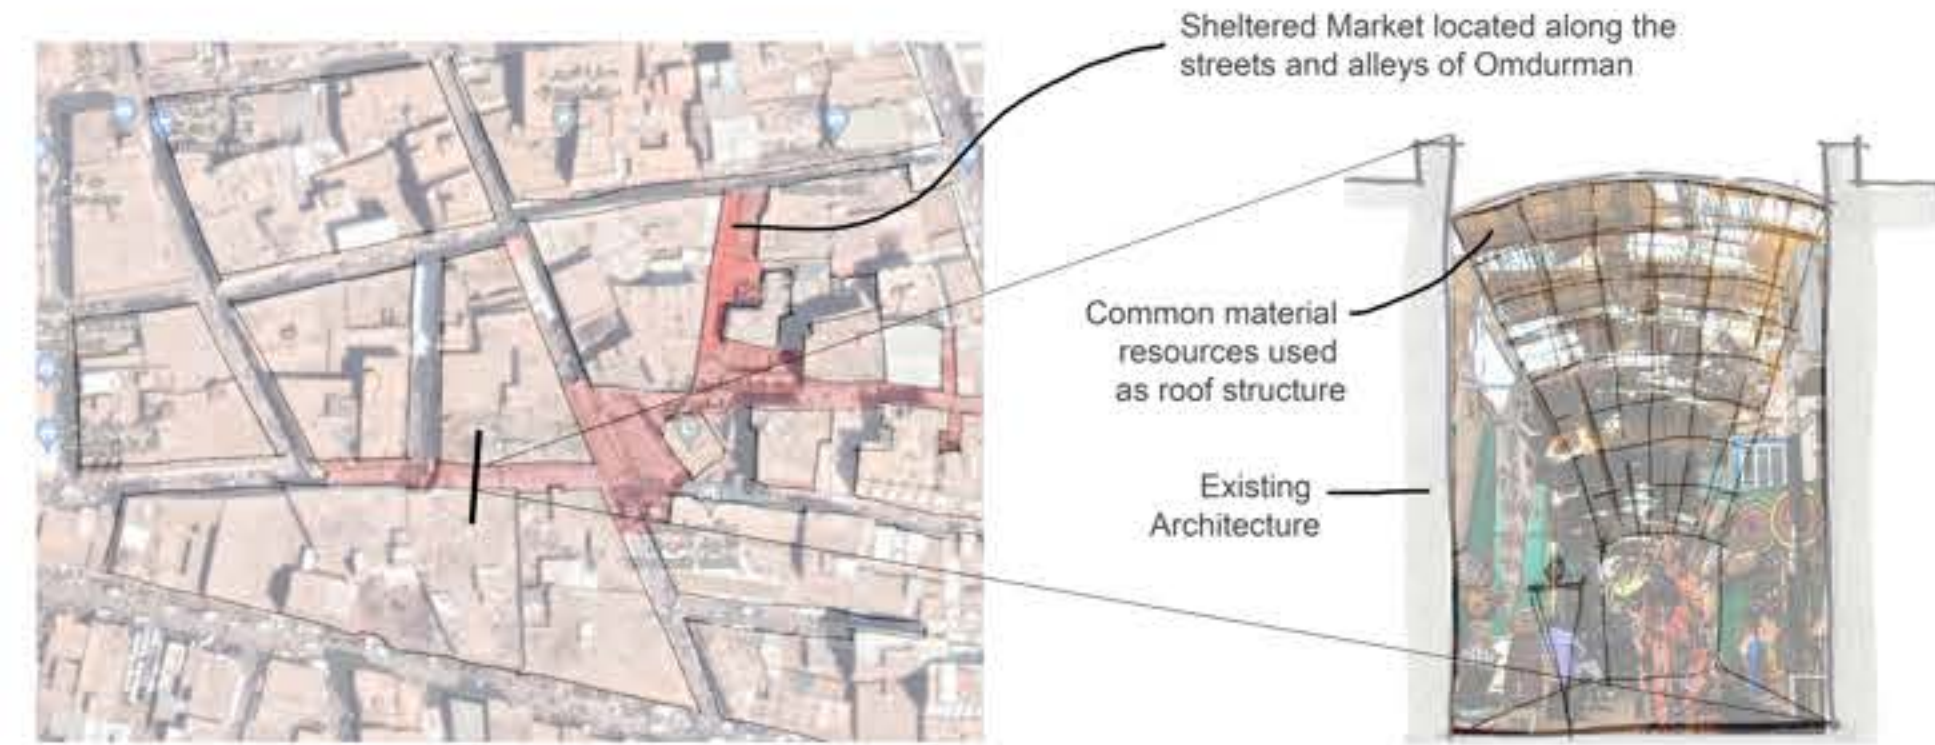 Sheltered Market located along the
streets and alleys of Omdurman
Common material
resources used
as roof structure
Existing
Architecture